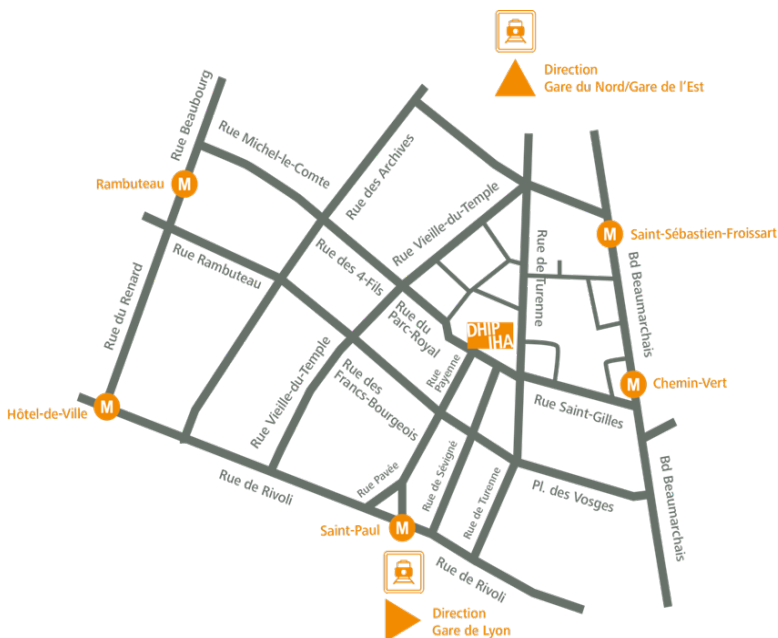 Direction
Gare du Nord/Gare de l'Est
Rue Beaubourg
Rue Michel-le-Comte
Rue des Archives
Rambuteau
M
Rue Vieille-du-Temple
M
Saint-Sébastien-Froissart
Rue Rambuteau
Rue des 4-Fils
Rue de Turenne
Bd Beaumarchais
Rue du Renard
Rue du
Parc-Royal
DHIP
IHA
Rue
Payenne
M
Chemin-Vert
Hôtel-de-Ville
M
Rue Vieille-du-Temple
Rue des
Francs-Bourgeois
Rue Saint-Gilles
Rue de Rivoli
Rue Pavée
Rue de Sévigné
Rue de Turenne
Pl. des Vosges
Bd Beaumarchais
Saint-Paul
M
Rue de Rivoli
Direction
Gare de Lyon